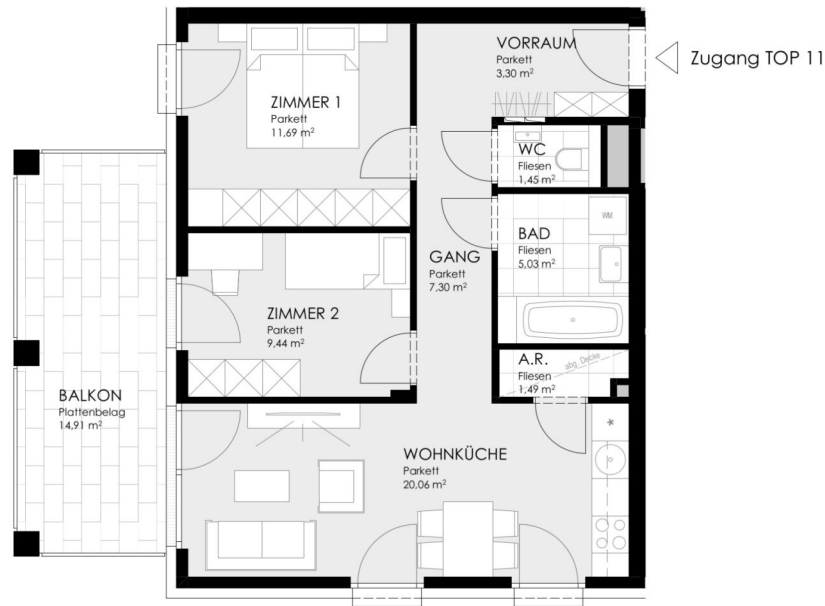 VORRAUM
Parkett
3,30 m²
Zugang TOP 11
ZIMMER 1
Parkett
11,69 m²
WC
Fliesen
1,45 m²
WM
BAD
Fliesen
5,03 m²
GANG
Parkett
7,30 m²
ZIMMER 2
Parkett
9,44 m²
A.R.
Fliesen
1,49 m²
abg. Decke
BALKON
Plattenbelag
14,91 m²
WOHNKÜCHE
Parkett
20,06 m²